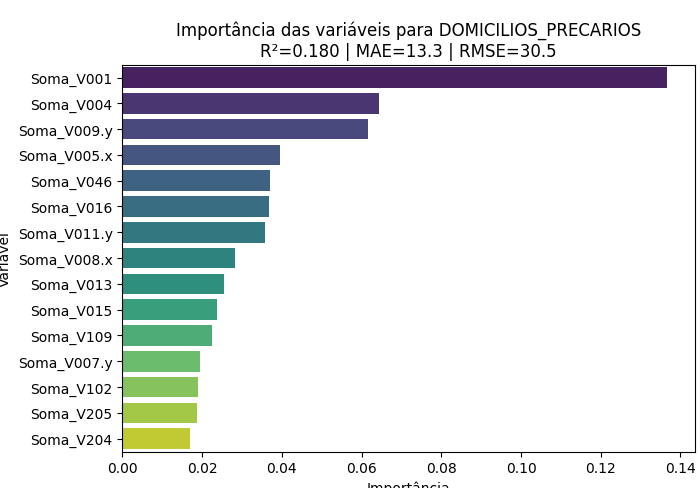 Importância das variáveis para DOMICILIOS_PRECARIOS
R²=0.180 | MAE=13.3 | RMSE=30.5
Soma_V001
Soma_V004
Soma_V009.y
Soma_V005.x
Soma_V046
Soma_V016
Soma_V011.y
Soma_V008.x
Soma_V013
Soma_V015
Soma_V109
Soma_V007.y
Soma_V102
Soma_V205
Soma_V204
Variável
0.00 0.02 0.04 0.06 0.08 0.10 0.12 0.14
Importância